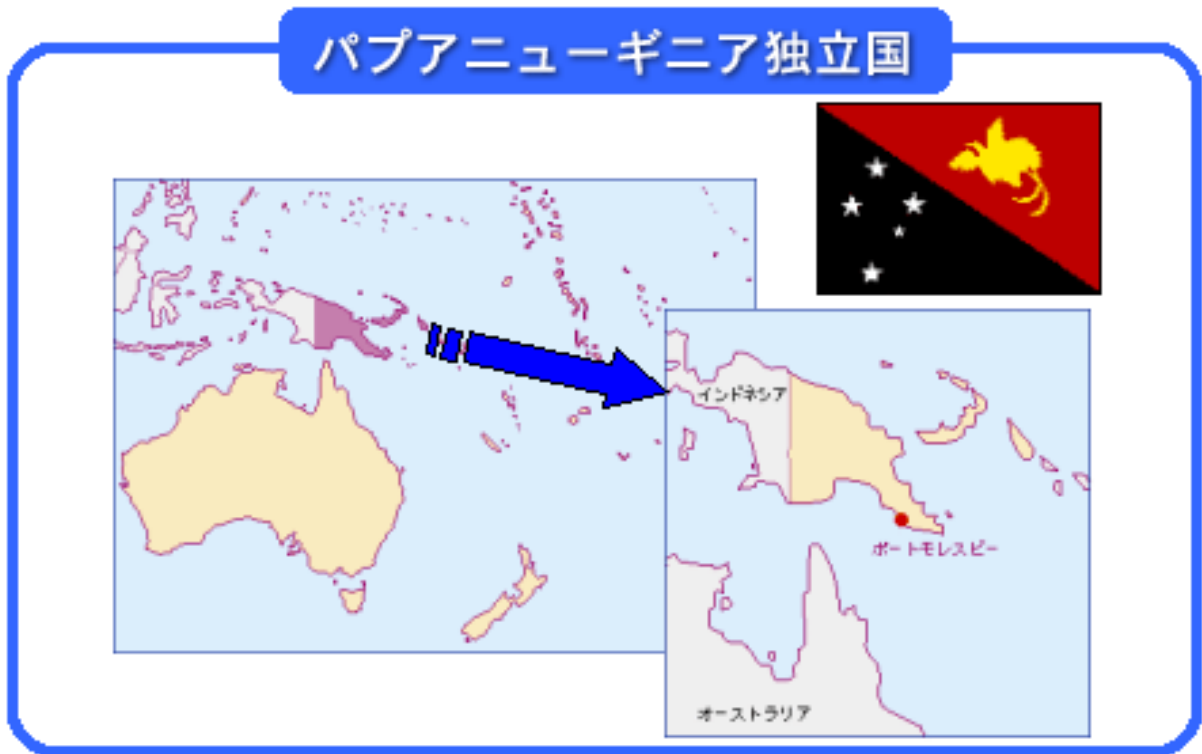 パプアニューギニア独立国
インドネシア
ポートモレスビー
オーストラリア